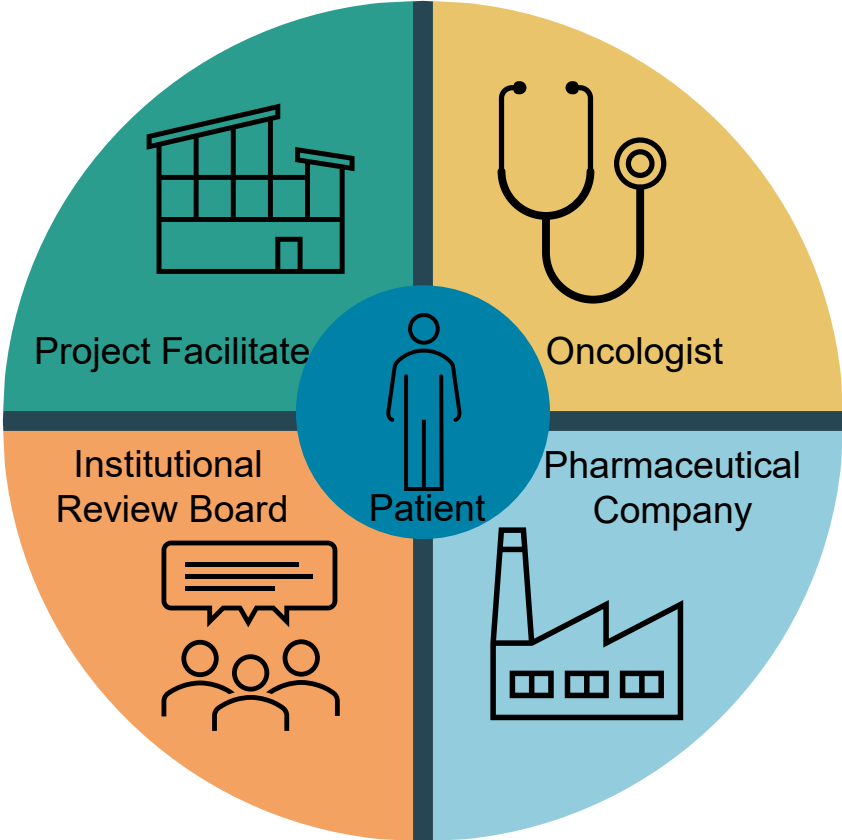 Project Facilitate
Oncologist
Patient
Institutional
Review Board
Pharmaceutical
Company